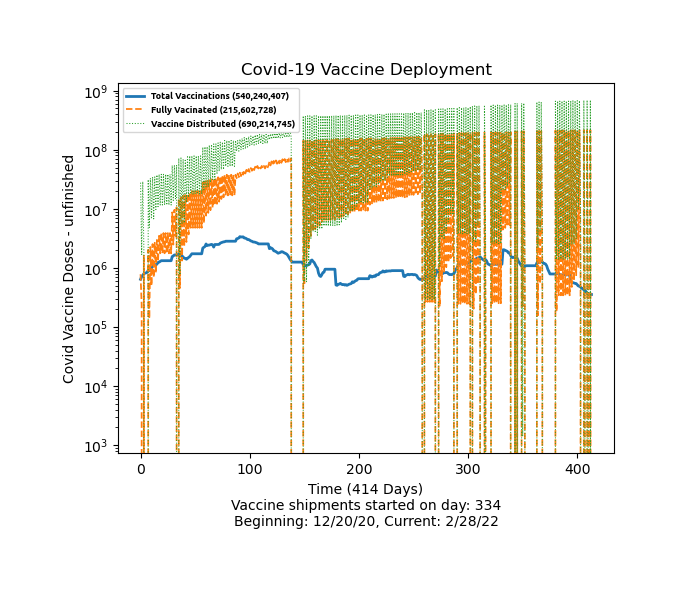 Covid-19 Vaccine Deployment
Total Vaccinations (540,240,407)
Fully Vacinated (215,602,728)
Vaccine Distributed (690,214,745)
Covid Vaccine Doses - unfinished
10⁹
10⁸
10⁷
10⁶
10⁵
10⁴
10³
0 100 200 300 400
Time (414 Days)
Vaccine shipments started on day: 334
Beginning: 12/20/20, Current: 2/28/22